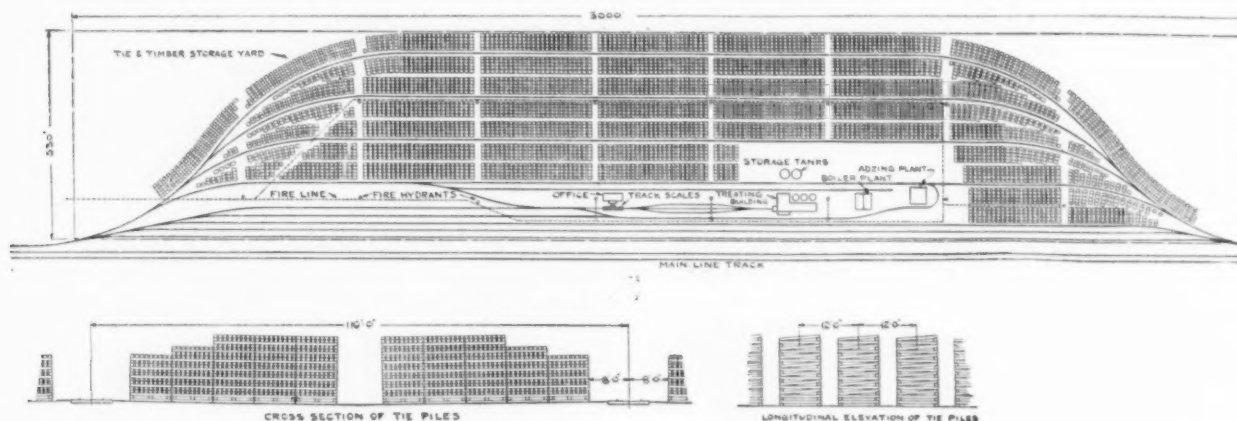 3000
TIE & TIMBER STORAGE YARD
550'
STORAGE TANKS
ADZING PLANT
BOILER PLANT
FIRE LINE
FIRE HYDRANTS
OFFICE
TRACK SCALES
TREATING
BUILDING
MAIN LINE TRACK
110'-0"
8'-0"
8'-0"
CROSS SECTION OF TIE PILES
12'-0"
12'-0"
LONGITUDINAL ELEVATION OF TIE PILES